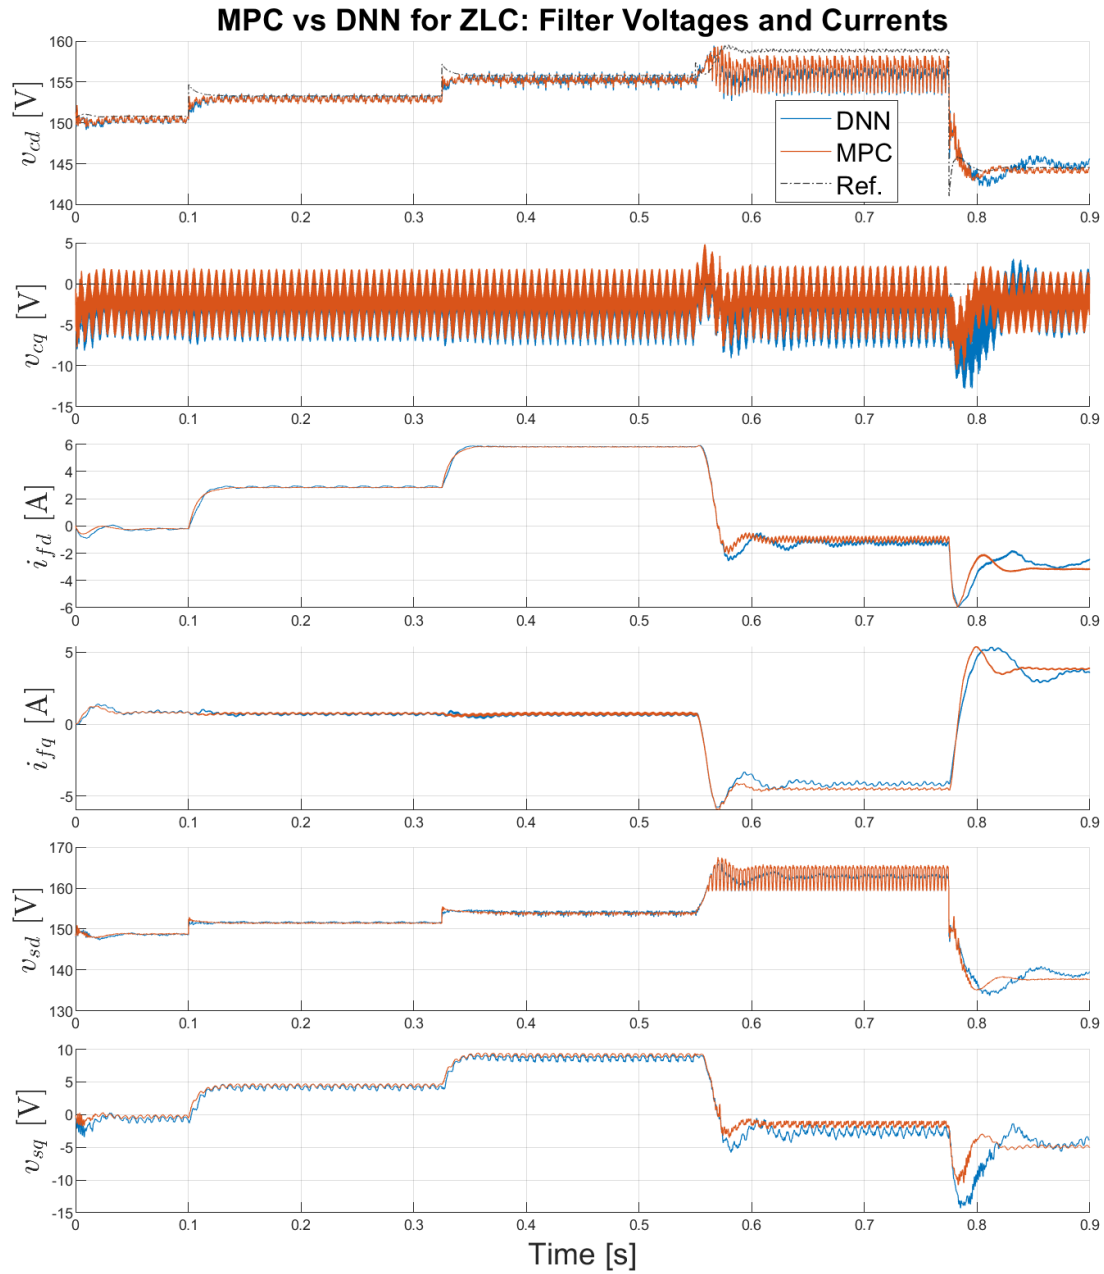 MPC vs DNN for ZLC: Filter Voltages and Currents
v_cd [V]
160
155
150
145
140
0 0.1 0.2 0.3 0.4 0.5 0.6 0.7 0.8 0.9
DNN
MPC
Ref.
v_cq [V]
5
0
-5
-10
-15
0 0.1 0.2 0.3 0.4 0.5 0.6 0.7 0.8 0.9
i_fd [A]
6
4
2
0
-2
-4
-6
0 0.1 0.2 0.3 0.4 0.5 0.6 0.7 0.8 0.9
i_fq [A]
5
0
-5
0 0.1 0.2 0.3 0.4 0.5 0.6 0.7 0.8 0.9
v_sd [V]
170
160
150
140
130
0 0.1 0.2 0.3 0.4 0.5 0.6 0.7 0.8 0.9
v_sq [V]
10
5
0
-5
-10
-15
0 0.1 0.2 0.3 0.4 0.5 0.6 0.7 0.8 0.9
Time [s]